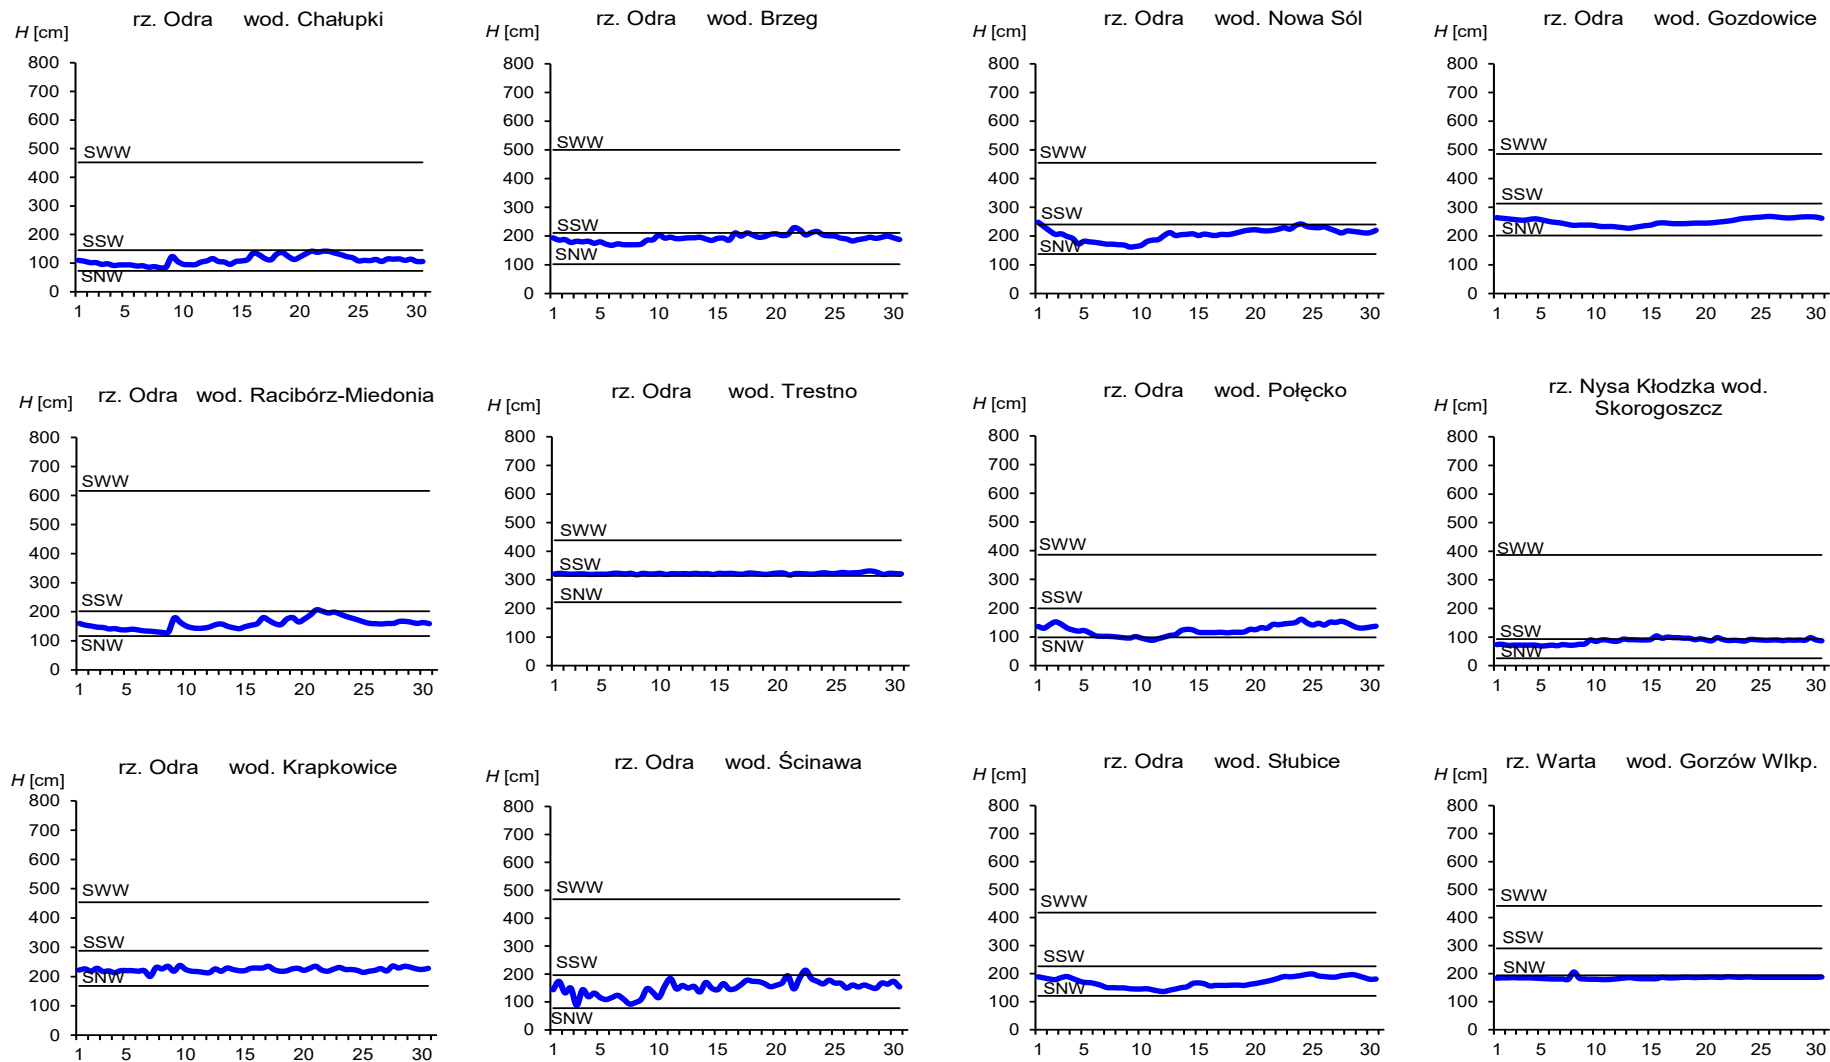 rz. Odra wod. Chałupki
H [cm]
800
700
600
500
400
300
200
100
0
SWW
SSW
SNW
1 5 10 15 20 25 30
rz. Odra wod. Brzeg
H [cm]
800
700
600
500
400
300
200
100
0
SWW
SSW
SNW
1 5 10 15 20 25 30
rz. Odra wod. Nowa Sól
H [cm]
800
700
600
500
400
300
200
100
0
SWW
SSW
SNW
1 5 10 15 20 25 30
rz. Odra wod. Gozdowice
H [cm]
800
700
600
500
400
300
200
100
0
SWW
SSW
SNW
1 5 10 15 20 25 30
rz. Odra wod. Racibórz-Miedonia
H [cm]
800
700
600
500
400
300
200
100
0
SWW
SSW
SNW
1 5 10 15 20 25 30
rz. Odra wod. Trestno
H [cm]
800
700
600
500
400
300
200
100
0
SWW
SSW
SNW
1 5 10 15 20 25 30
rz. Odra wod. Połęcko
H [cm]
800
700
600
500
400
300
200
100
0
SWW
SSW
SNW
1 5 10 15 20 25 30
rz. Nysa Kłodzka wod.
Skorogoszcz
H [cm]
800
700
600
500
400
300
200
100
0
SWW
SSW
SNW
1 5 10 15 20 25 30
rz. Odra wod. Krapkowice
H [cm]
800
700
600
500
400
300
200
100
0
SWW
SSW
SNW
1 5 10 15 20 25 30
rz. Odra wod. Ścinawa
H [cm]
800
700
600
500
400
300
200
100
0
SWW
SSW
SNW
1 5 10 15 20 25 30
rz. Odra wod. Słubice
H [cm]
800
700
600
500
400
300
200
100
0
SWW
SSW
SNW
1 5 10 15 20 25 30
rz. Warta wod. Gorzów Wlkp.
H [cm]
800
700
600
500
400
300
200
100
0
SWW
SSW
SNW
1 5 10 15 20 25 30